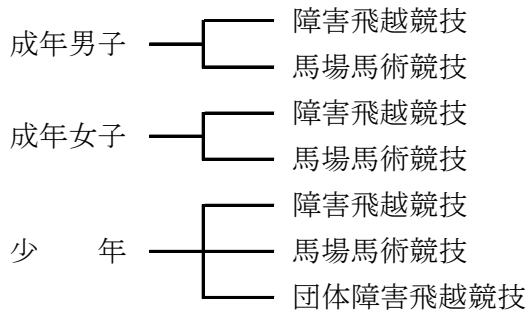 成年男子
障害飛越競技
馬場馬術競技
成年女子
障害飛越競技
馬場馬術競技
少　　年
障害飛越競技
馬場馬術競技
団体障害飛越競技